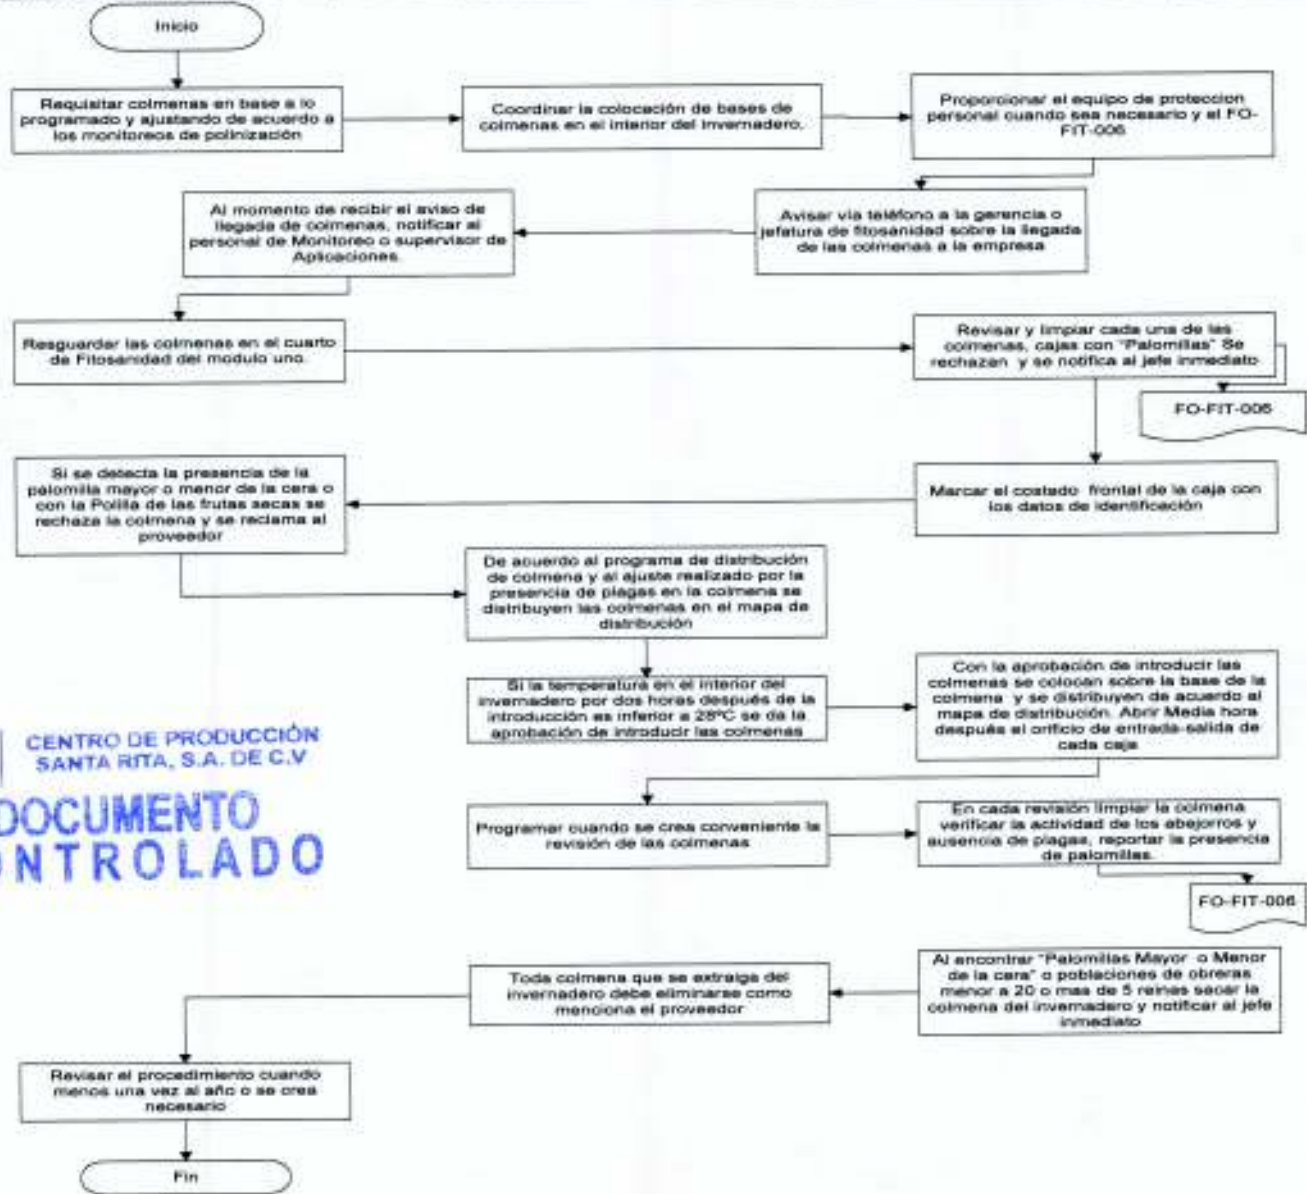 Inicio
Requisitar colmenas en base a lo
programado y ajustando de acuerdo a
los monitoreos de polinización
Coordinar la colocación de bases de
colmenas en el interior del invernadero.
Proporcionar el equipo de proteccion
personal cuando sea necesario y el FO-
FIT-006
Avisar vía teléfono a la gerencia o
jefatura de fitosanidad sobre la llegada
de las colmenas a la empresa
Al momento de recibir el aviso de
llegada de colmenas, notificar al
personal de Monitoreo o supervisor de
Aplicaciones.
Resguardar las colmenas en el cuarto
de Fitosanidad del modulo uno.
Revisar y limpiar cada una de las
colmenas, cajas con "Palomillas" Se
rechazan y se notifica al jefe inmediato
FO-FIT-006
Marcar el costado frontal de la caja con
los datos de identificación
Si se detecta la presencia de la
palomilla mayor o menor de la cera o
con la Polilla de las frutas secas se
rechaza la colmena y se reclama al
proveedor
De acuerdo al programa de distribución
de colmena y al ajuste realizado por la
presencia de plagas en la colmena se
distribuyen las colmenas en el mapa de
distribución
Si la temperatura en el interior del
invernadero por dos horas después de la
introducción es inferior a 28ºC se da la
aprobación de introducir las colmenas
Con la aprobación de introducir las
colmenas se colocan sobre la base de la
colmena y se distribuyen de acuerdo al
mapa de distribución. Abrir Media hora
después el orificio de entrada-salida de
cada caja
CENTRO DE PRODUCCIÓN
SANTA RITA, S.A. DE C.V
DOCUMENTO
ONTROLADO
Programar cuando se crea conveniente la
revisión de las colmenas
En cada revisión limpiar la colmena
verificar la actividad de los abejorros y
ausencia de plagas, reportar la presencia
de palomillas.
FO-FIT-006
Al encontrar "Palomillas Mayor o Menor
de la cera" o poblaciones de obreras
menor a 20 o mas de 5 reinas sacar la
colmena del invernadero y notificar al jefe
inmediato
Toda colmena que se extraiga del
invernadero debe eliminarse como
menciona el proveedor
Revisar el procedimiento cuando
menos una vez al año o se crea
necesario
Fin